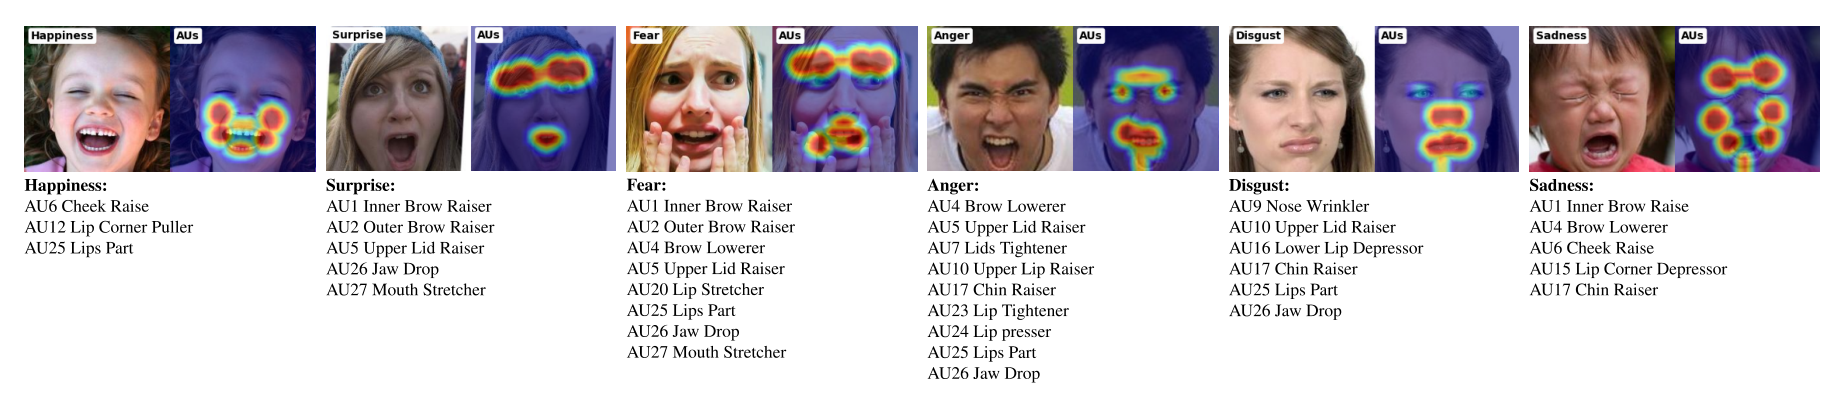 Happiness AUs
Surprise AUs
Fear AUs
Anger AUs
Disgust AUs
Sadness AUs
Happiness:
AU6 Cheek Raise
AU12 Lip Corner Puller
AU25 Lips Part
Surprise:
AU1 Inner Brow Raiser
AU2 Outer Brow Raiser
AU5 Upper Lid Raiser
AU26 Jaw Drop
AU27 Mouth Stretcher
Fear:
AU1 Inner Brow Raiser
AU2 Outer Brow Raiser
AU4 Brow Lowerer
AU5 Upper Lid Raiser
AU20 Lip Stretcher
AU25 Lips Part
AU26 Jaw Drop
AU27 Mouth Stretcher
Anger:
AU4 Brow Lowerer
AU5 Upper Lid Raiser
AU7 Lids Tightener
AU10 Upper Lip Raiser
AU17 Chin Raiser
AU23 Lip Tightener
AU24 Lip presser
AU25 Lips Part
AU26 Jaw Drop
Disgust:
AU9 Nose Wrinkler
AU10 Upper Lid Raiser
AU16 Lower Lip Depressor
AU17 Chin Raiser
AU25 Lips Part
AU26 Jaw Drop
Sadness:
AU1 Inner Brow Raise
AU4 Brow Lowerer
AU6 Cheek Raise
AU15 Lip Corner Depressor
AU17 Chin Raiser